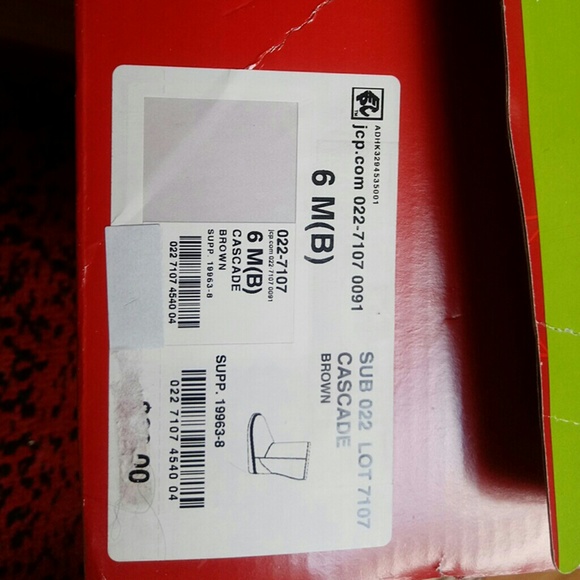 ADHK3294535001
jcp.com 022-7107 0091
6 M(B)
SUB 022 LOT 7107
CASCADE
BROWN
022-7107
jcp.com 022 7107 0091
6 M(B)
CASCADE
BROWN
SUPP. 19963-8
022 7107 4540 04
SUPP. 19963-8
022 7107 4540 04